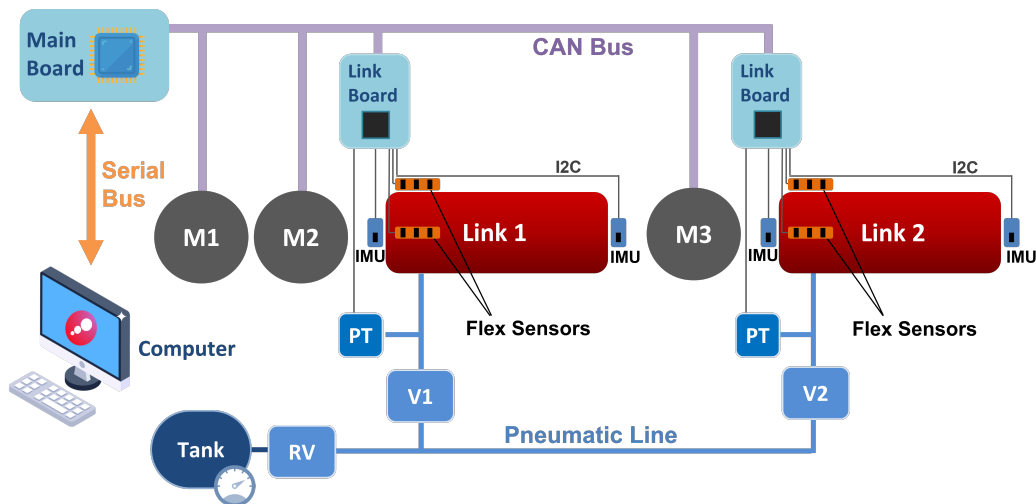 Main
Board
CAN Bus
Link
Board
Link
Board
Serial
Bus
I2C
I2C
M1
M2
Link 1
M3
Link 2
IMU
IMU
IMU
IMU
Flex Sensors
Flex Sensors
PT
PT
Computer
V1
V2
Tank
RV
Pneumatic Line